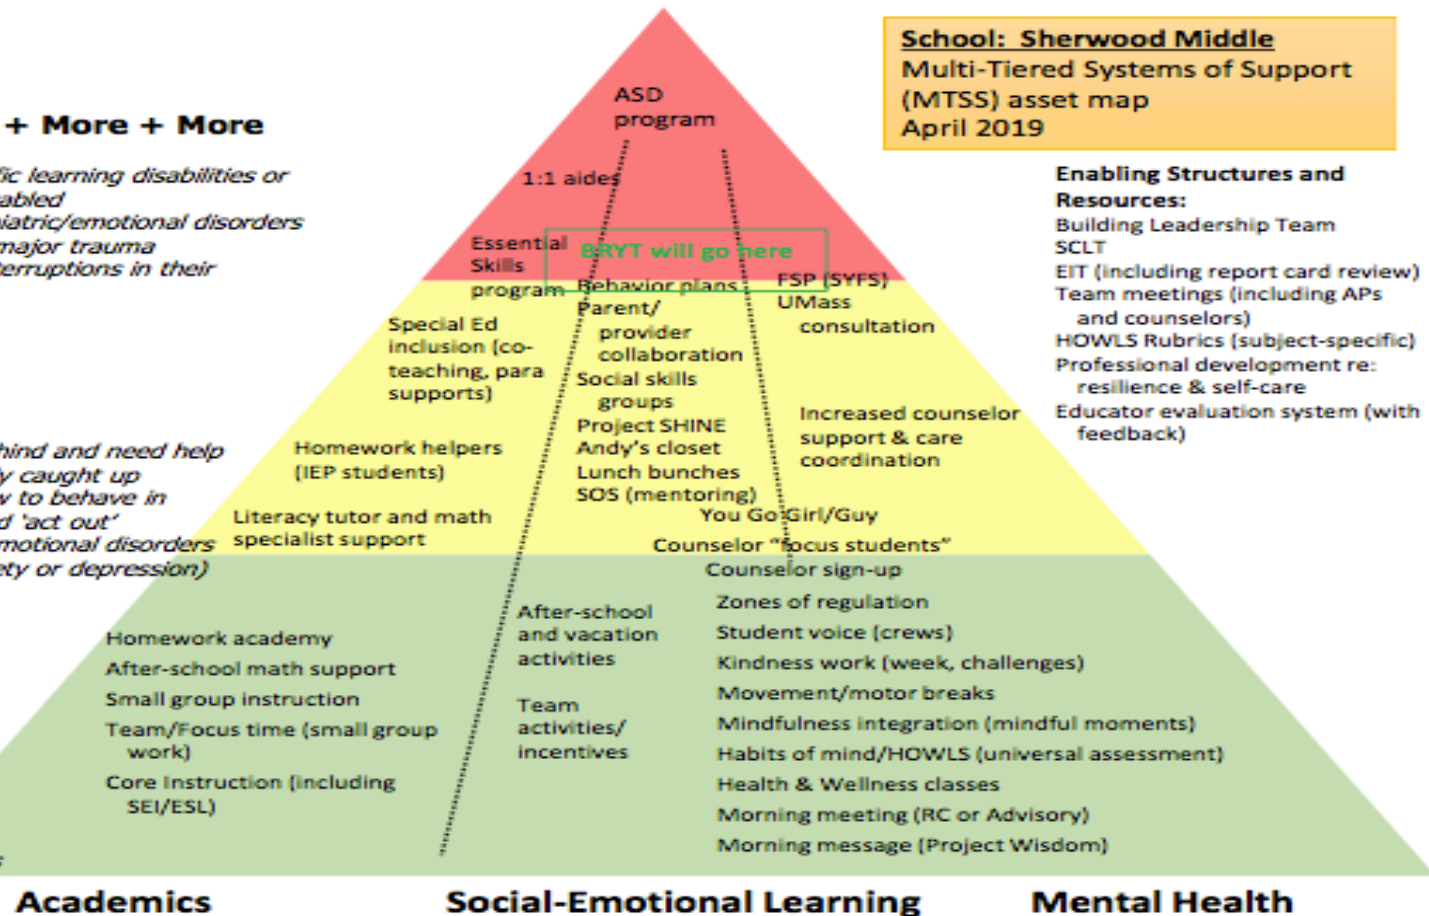 School: Sherwood Middle
Multi-Tiered Systems of Support
(MTSS) asset map
April 2019
+ More + More
learning disabilities or
emotional disorders
major trauma
in their
hind and need help
caught up
to behave in
'act out'
emotional disorders
or depression)
ASD
program
1:1 aides
Essential
Skills
program
BRYT will go here
Behavior plans
Parent/
provider
collaboration
Social skills
groups
Project SHINE
Andy's closet
Lunch bunches
SOS (mentoring)
FSP (SYFS)
UMass
consultation
Special Ed
inclusion (co-
teaching, para
supports)
Homework helpers
(IEP students)
Literacy tutor and math
specialist support
Increased counselor
support & care
coordination
You Go Girl/Guy
Counselor "focus students"
Counselor sign-up
Homework academy
After-school math support
Small group instruction
Team/Focus time (small group
work)
Core Instruction (including
SEI/ESL)
After-school
and vacation
activities
Team
activities/
incentives
Zones of regulation
Student voice (crews)
Kindness work (week, challenges)
Movement/motor breaks
Mindfulness integration (mindful moments)
Habits of mind/HOWLS (universal assessment)
Health & Wellness classes
Morning meeting (RC or Advisory)
Morning message (Project Wisdom)
Enabling Structures and
Resources:
Building Leadership Team
SCLT
EIT (including report card review)
Team meetings (including APs
and counselors)
HOWLS Rubrics (subject-specific)
Professional development re:
resilience & self-care
Educator evaluation system (with
feedback)
Academics
Social-Emotional Learning
Mental Health